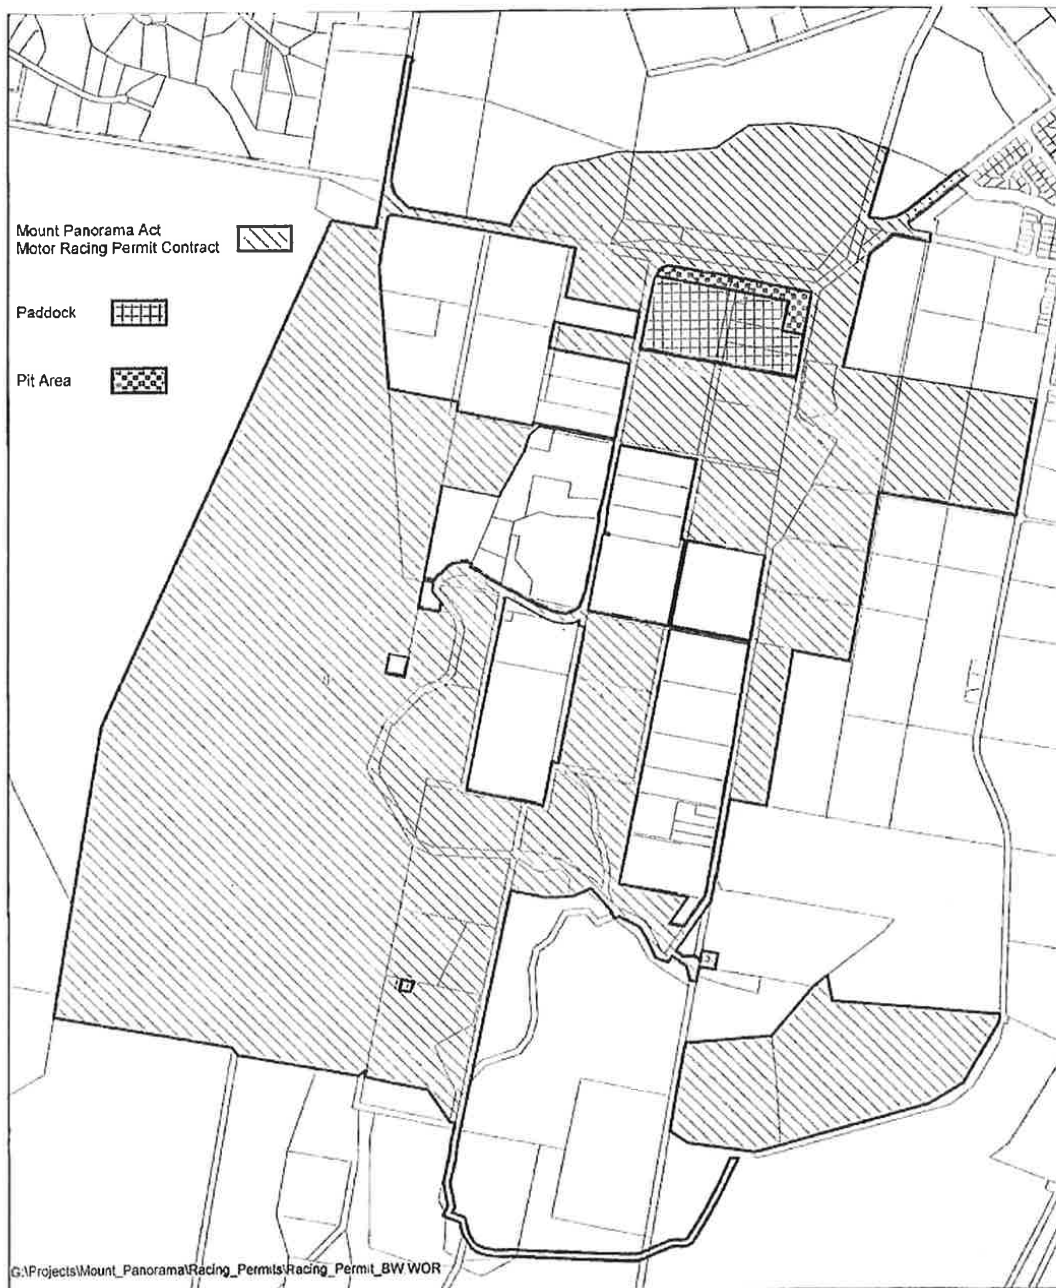 Mount Panorama Act
Motor Racing Permit Contract
Paddock
Pit Area
G:\Projects\Mount_Panorama\Racing_Permits\Racing_Permit_BW WOR